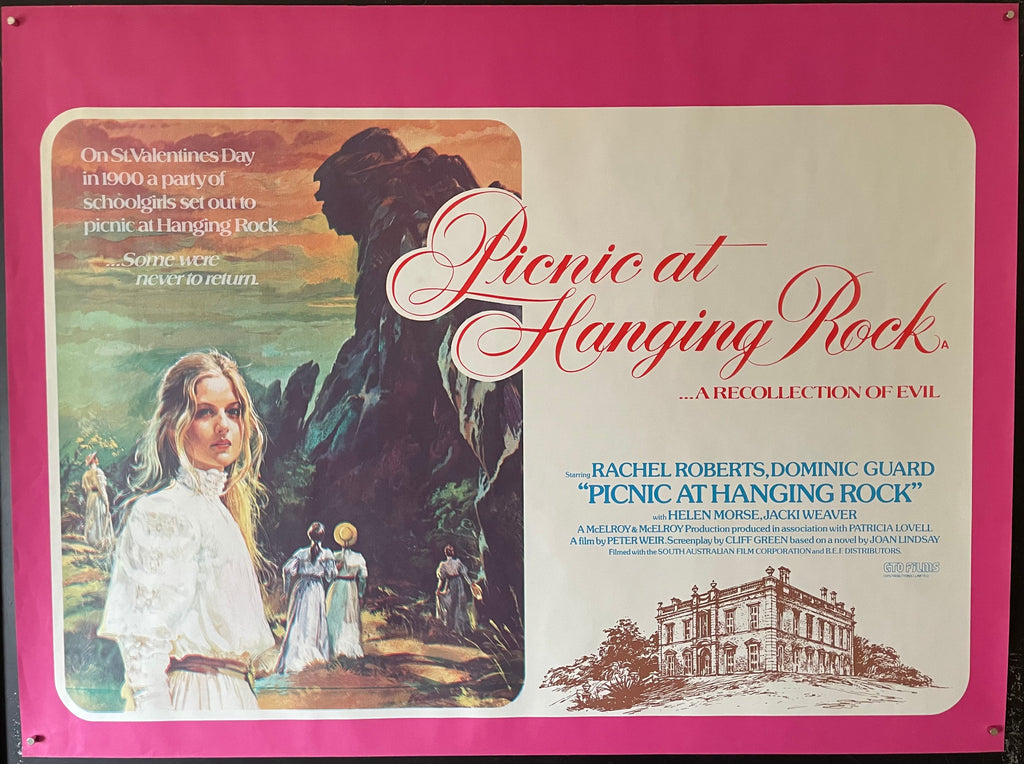 On St.Valentines Day
in 1900 a party of
schoolgirls set out to
picnic at Hanging Rock
...Some were
never to return.
Picnic at
Hanging Rock
A
...A RECOLLECTION OF EVIL
Starring RACHEL ROBERTS, DOMINIC GUARD
“PICNIC AT HANGING ROCK”
with HELEN MORSE, JACKI WEAVER
A McELROY & McELROY Production produced in association with PATRICIA LOVELL
A film by PETER WEIR. Screenplay by CLIFF GREEN based on a novel by JOAN LINDSAY
Filmed with the SOUTH AUSTRALIAN FILM CORPORATION and B.E.F. DISTRIBUTORS.
GTO FILMS